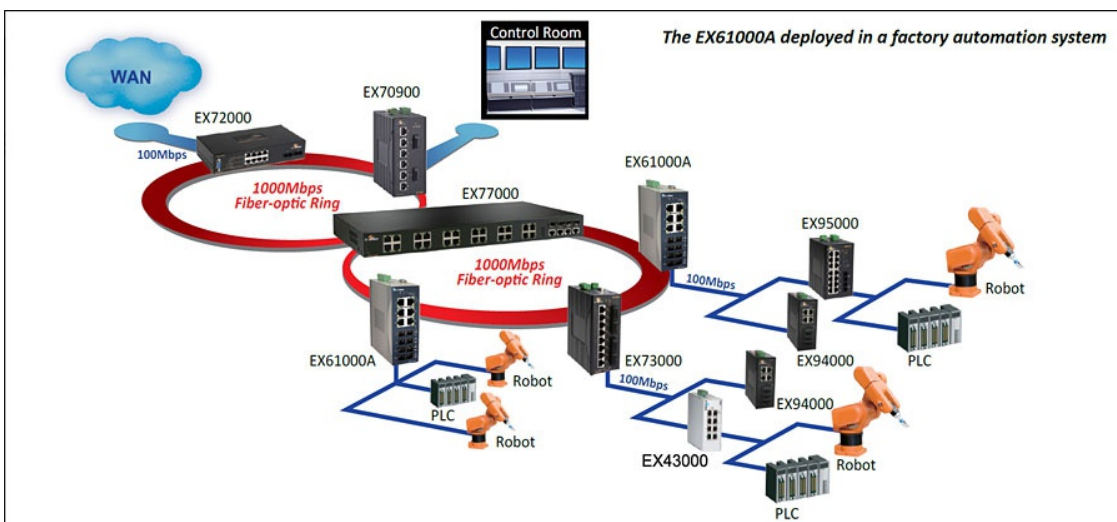 The EX61000A deployed in a factory automation system
Control Room
WAN
EX72000
EX70900
100Mbps
1000Mbps
Fiber-optic Ring
EX77000
EX61000A
EX95000
1000Mbps
Fiber-optic Ring
100Mbps
Robot
EX61000A
EX73000
EX94000
PLC
100Mbps
Robot
PLC
EX94000
Robot
EX43000
Robot
PLC